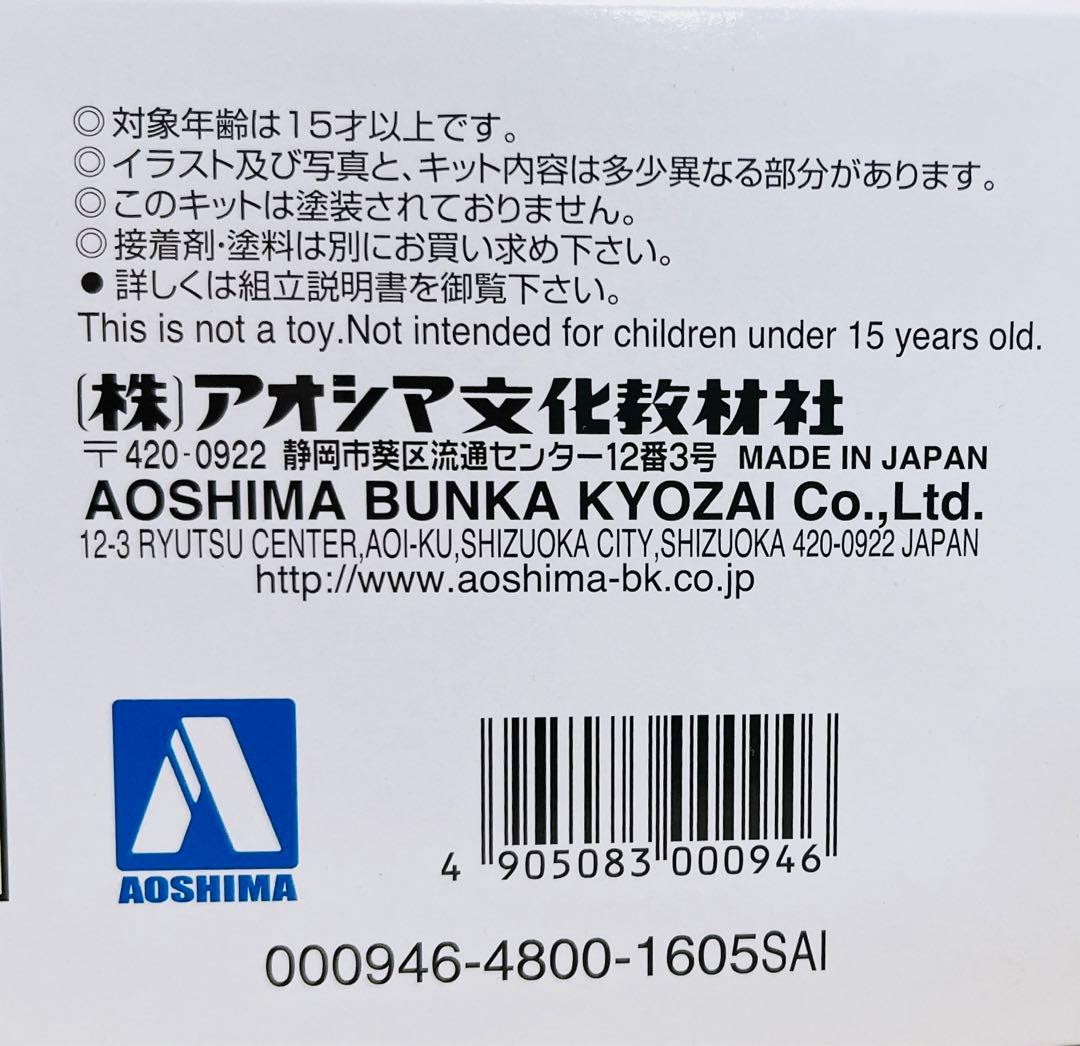 ◎対象年齢は15才以上です。
◎イラスト及び写真と、キット内容は多少異なる部分があります。
◎このキットは塗装されておりません。
◎接着剤・塗料は別にお買い求め下さい。
●詳しくは組立説明書を御覧下さい。
This is not a toy.Not intended for children under 15 years old.
(株)アオシマ文化教材社
〒420-0922 静岡市葵区流通センター12番3号 MADE IN JAPAN
AOSHIMA BUNKA KYOZAI Co.,Ltd.
12-3 RYUTSU CENTER,AOI-KU,SHIZUOKA CITY,SHIZUOKA 420-0922 JAPAN
http://www.aoshima-bk.co.jp
AOSHIMA
4 905083 000946
000946-4800-1605SAI